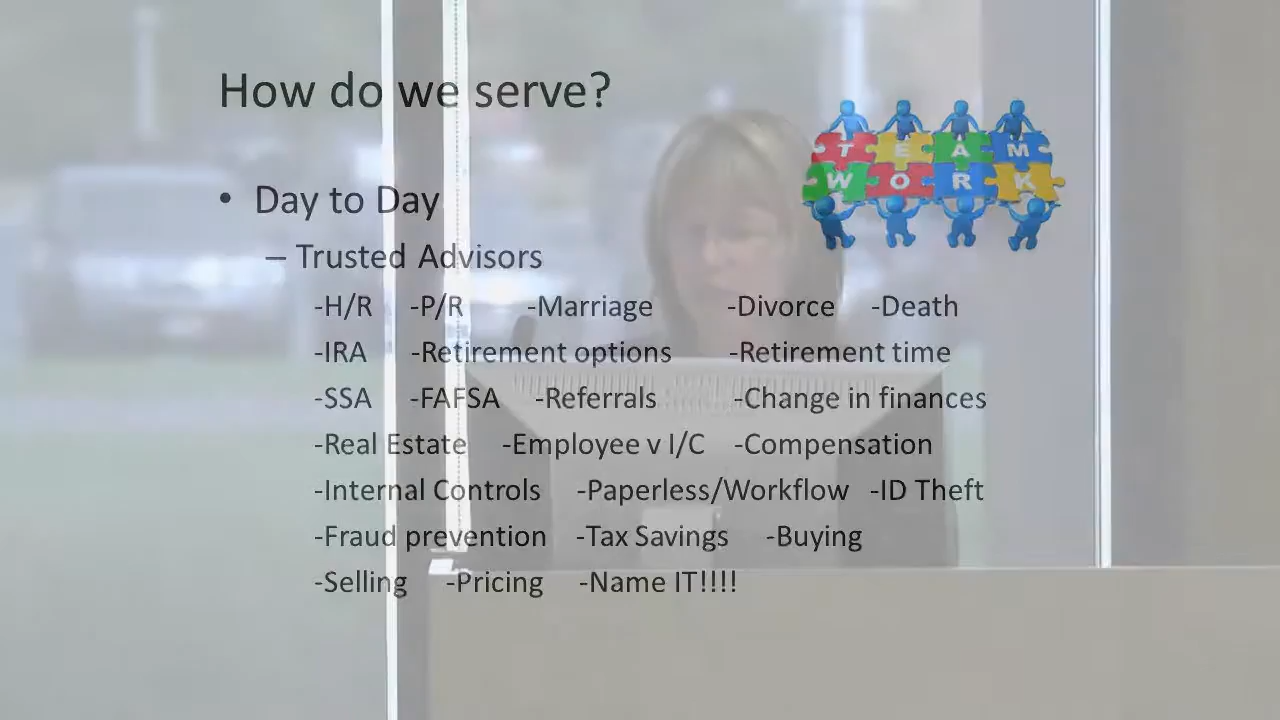 How do we serve?
TEAM
WORK
• Day to Day
– Trusted Advisors
-H/R -P/R -Marriage -Divorce -Death
-IRA -Retirement options -Retirement time
-SSA -FAFSA -Referrals -Change in finances
-Real Estate -Employee v I/C -Compensation
-Internal Controls -Paperless/Workflow -ID Theft
-Fraud prevention -Tax Savings -Buying
-Selling -Pricing -Name IT!!!!